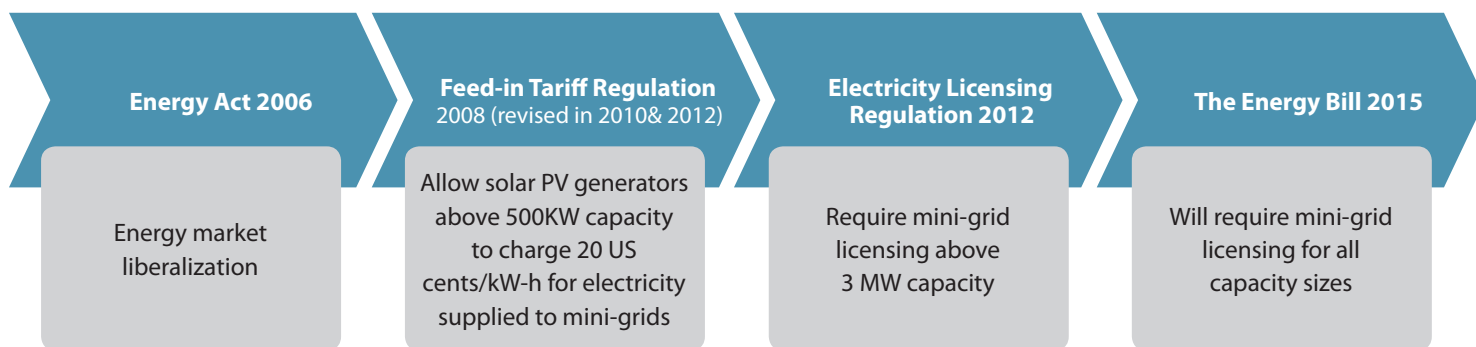 Energy Act 2006
Energy market
liberalization
Feed-in Tariff Regulation
2008 (revised in 2010& 2012)
Allow solar PV generators
above 500KW capacity
to charge 20 US
cents/kW-h for electricity
supplied to mini-grids
Electricity Licensing
Regulation 2012
Require mini-grid
licensing above
3 MW capacity
The Energy Bill 2015
Will require mini-grid
licensing for all
capacity sizes